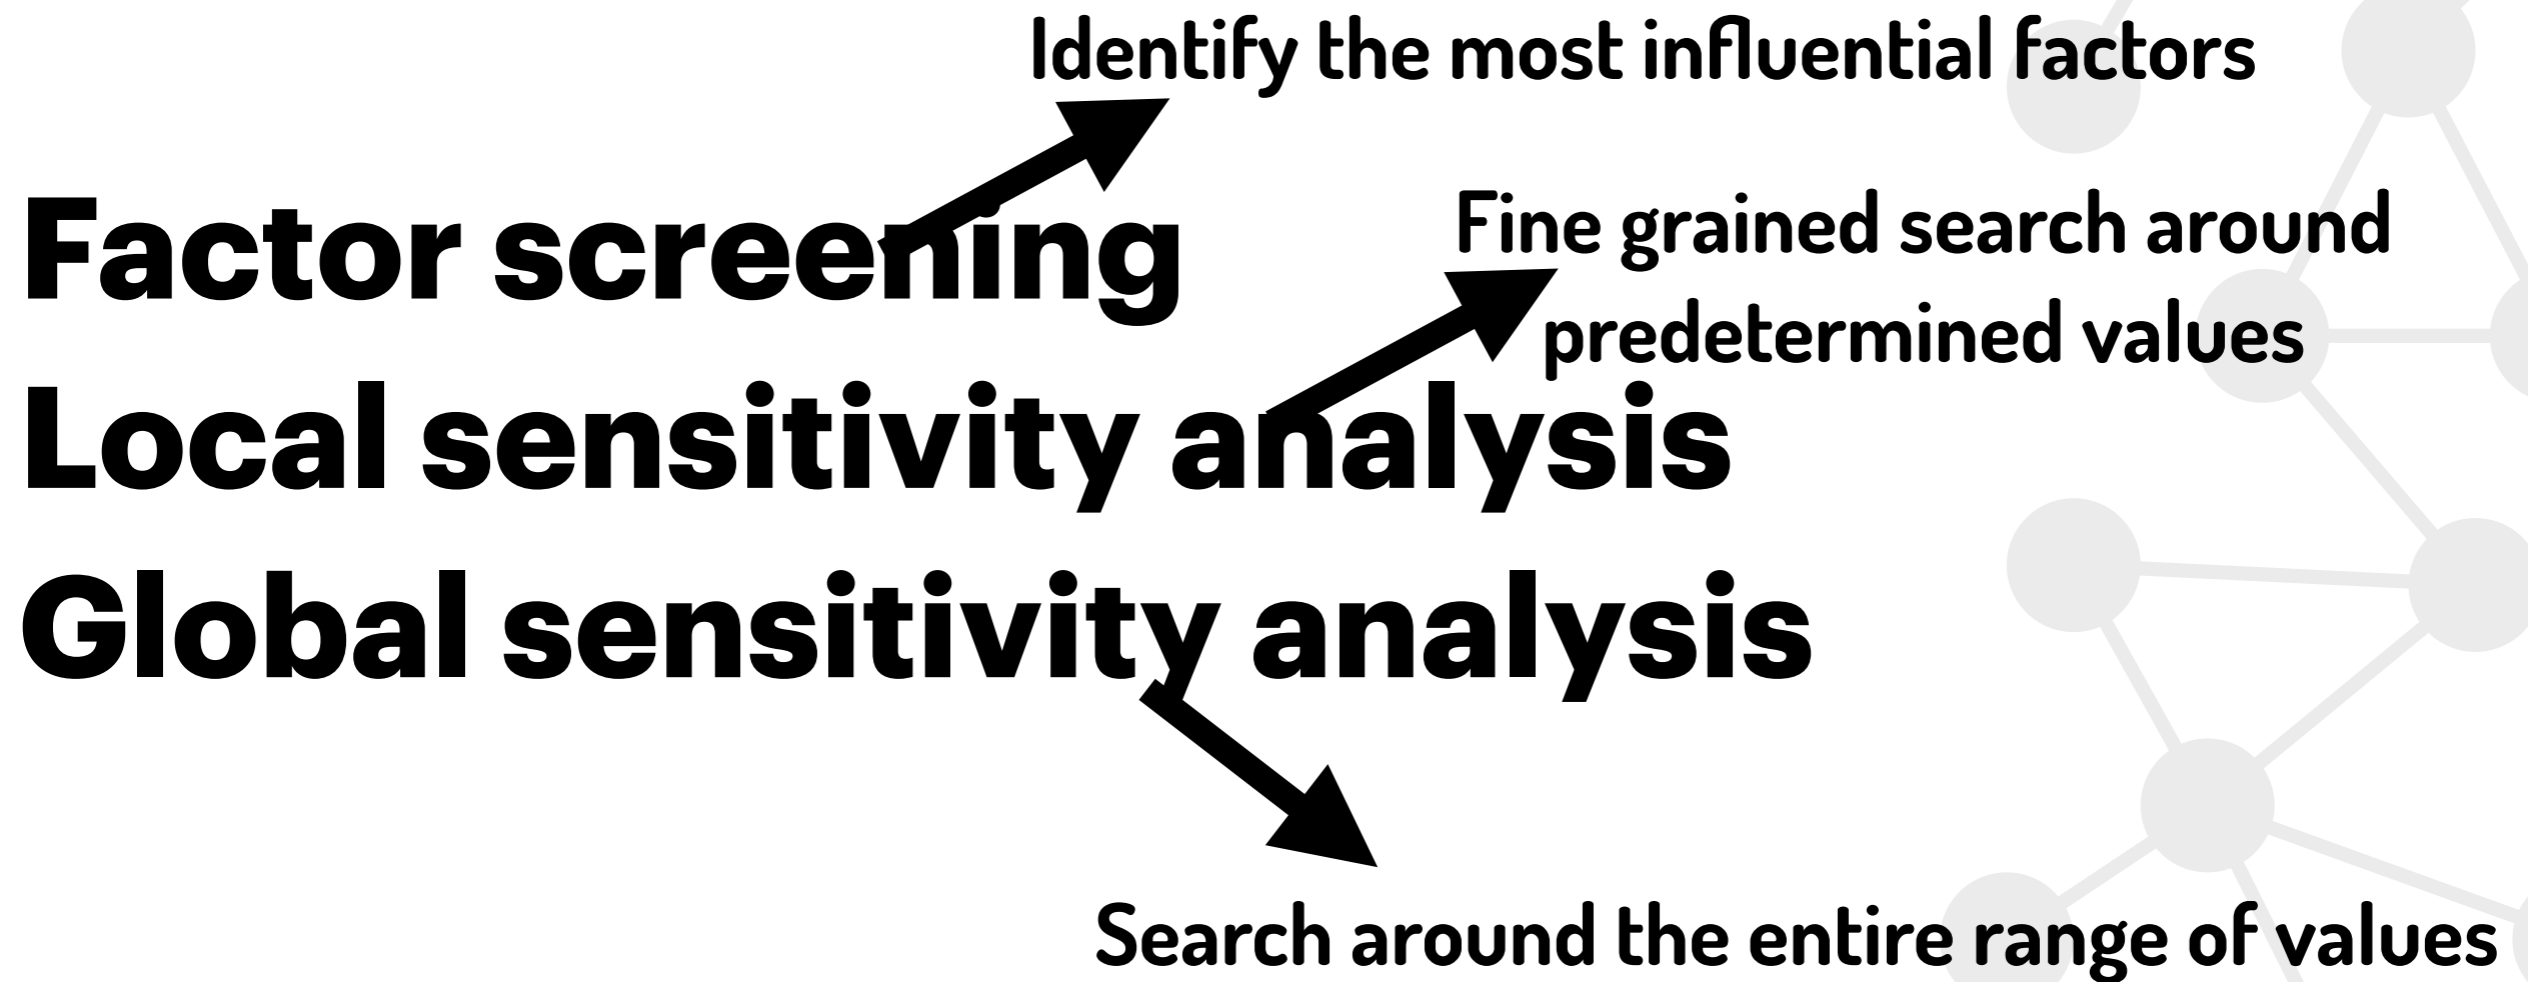 Identify the most influential factors
Factor screening
Fine grained search around
predetermined values
Local sensitivity analysis
Global sensitivity analysis
Search around the entire range of values